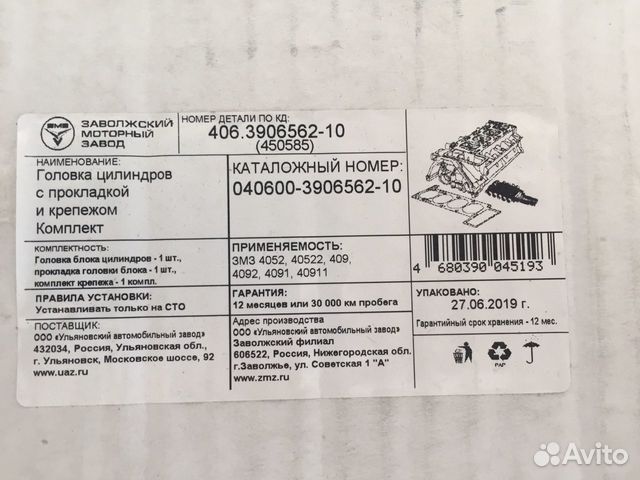 ЗМЗ
ЗАВОЛЖСКИЙ
МОТОРНЫЙ
ЗАВОД
НОМЕР ДЕТАЛИ ПО КД:
406.3906562-10
(450585)
НАИМЕНОВАНИЕ:
Головка цилиндров
с прокладкой
и крепежом
Комплект
КАТАЛОЖНЫЙ НОМЕР:
040600-3906562-10
КОМПЛЕКТНОСТЬ:
Головка блока цилиндров - 1 шт.,
прокладка головки блока - 1 шт.,
комплект крепежа - 1 компл.
ПРИМЕНЯЕМОСТЬ:
ЗМЗ 4052, 40522, 409,
4092, 4091, 40911
4 680390 045193
ПРАВИЛА УСТАНОВКИ:
Устанавливать только на СТО
ГАРАНТИЯ:
12 месяцев или 30 000 км пробега
УПАКОВАНО:
27.06.2019 г.
Гарантийный срок хранения - 12 мес.
ПОСТАВЩИК:
ООО «Ульяновский автомобильный завод»
432034, Россия, Ульяновская обл.,
г. Ульяновск, Московское шоссе, 92
www.uaz.ru
Адрес производства
ООО «Ульяновский автомобильный завод»
Заволжский филиал
606522, Россия, Нижегородская обл.
г.Заволжье, ул. Советская 1 "А"
www.zmz.ru
PAP
Avito